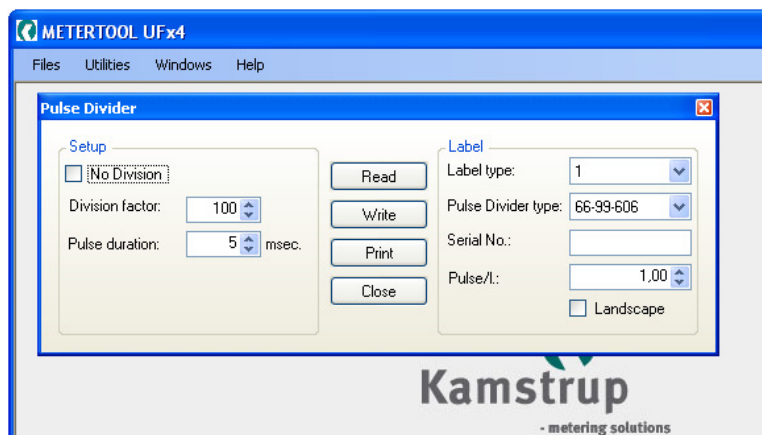 METERTOOL UFx4
Files Utilities Windows Help
Pulse Divider
Setup
No Division
Division factor: 100
Pulse duration: 5 msec.
Read
Write
Print
Close
Label
Label type: 1
Pulse Divider type: 66-99-606
Serial No.:
Pulse/l.: 1,00
Landscape
Kamstrup
- metering solutions